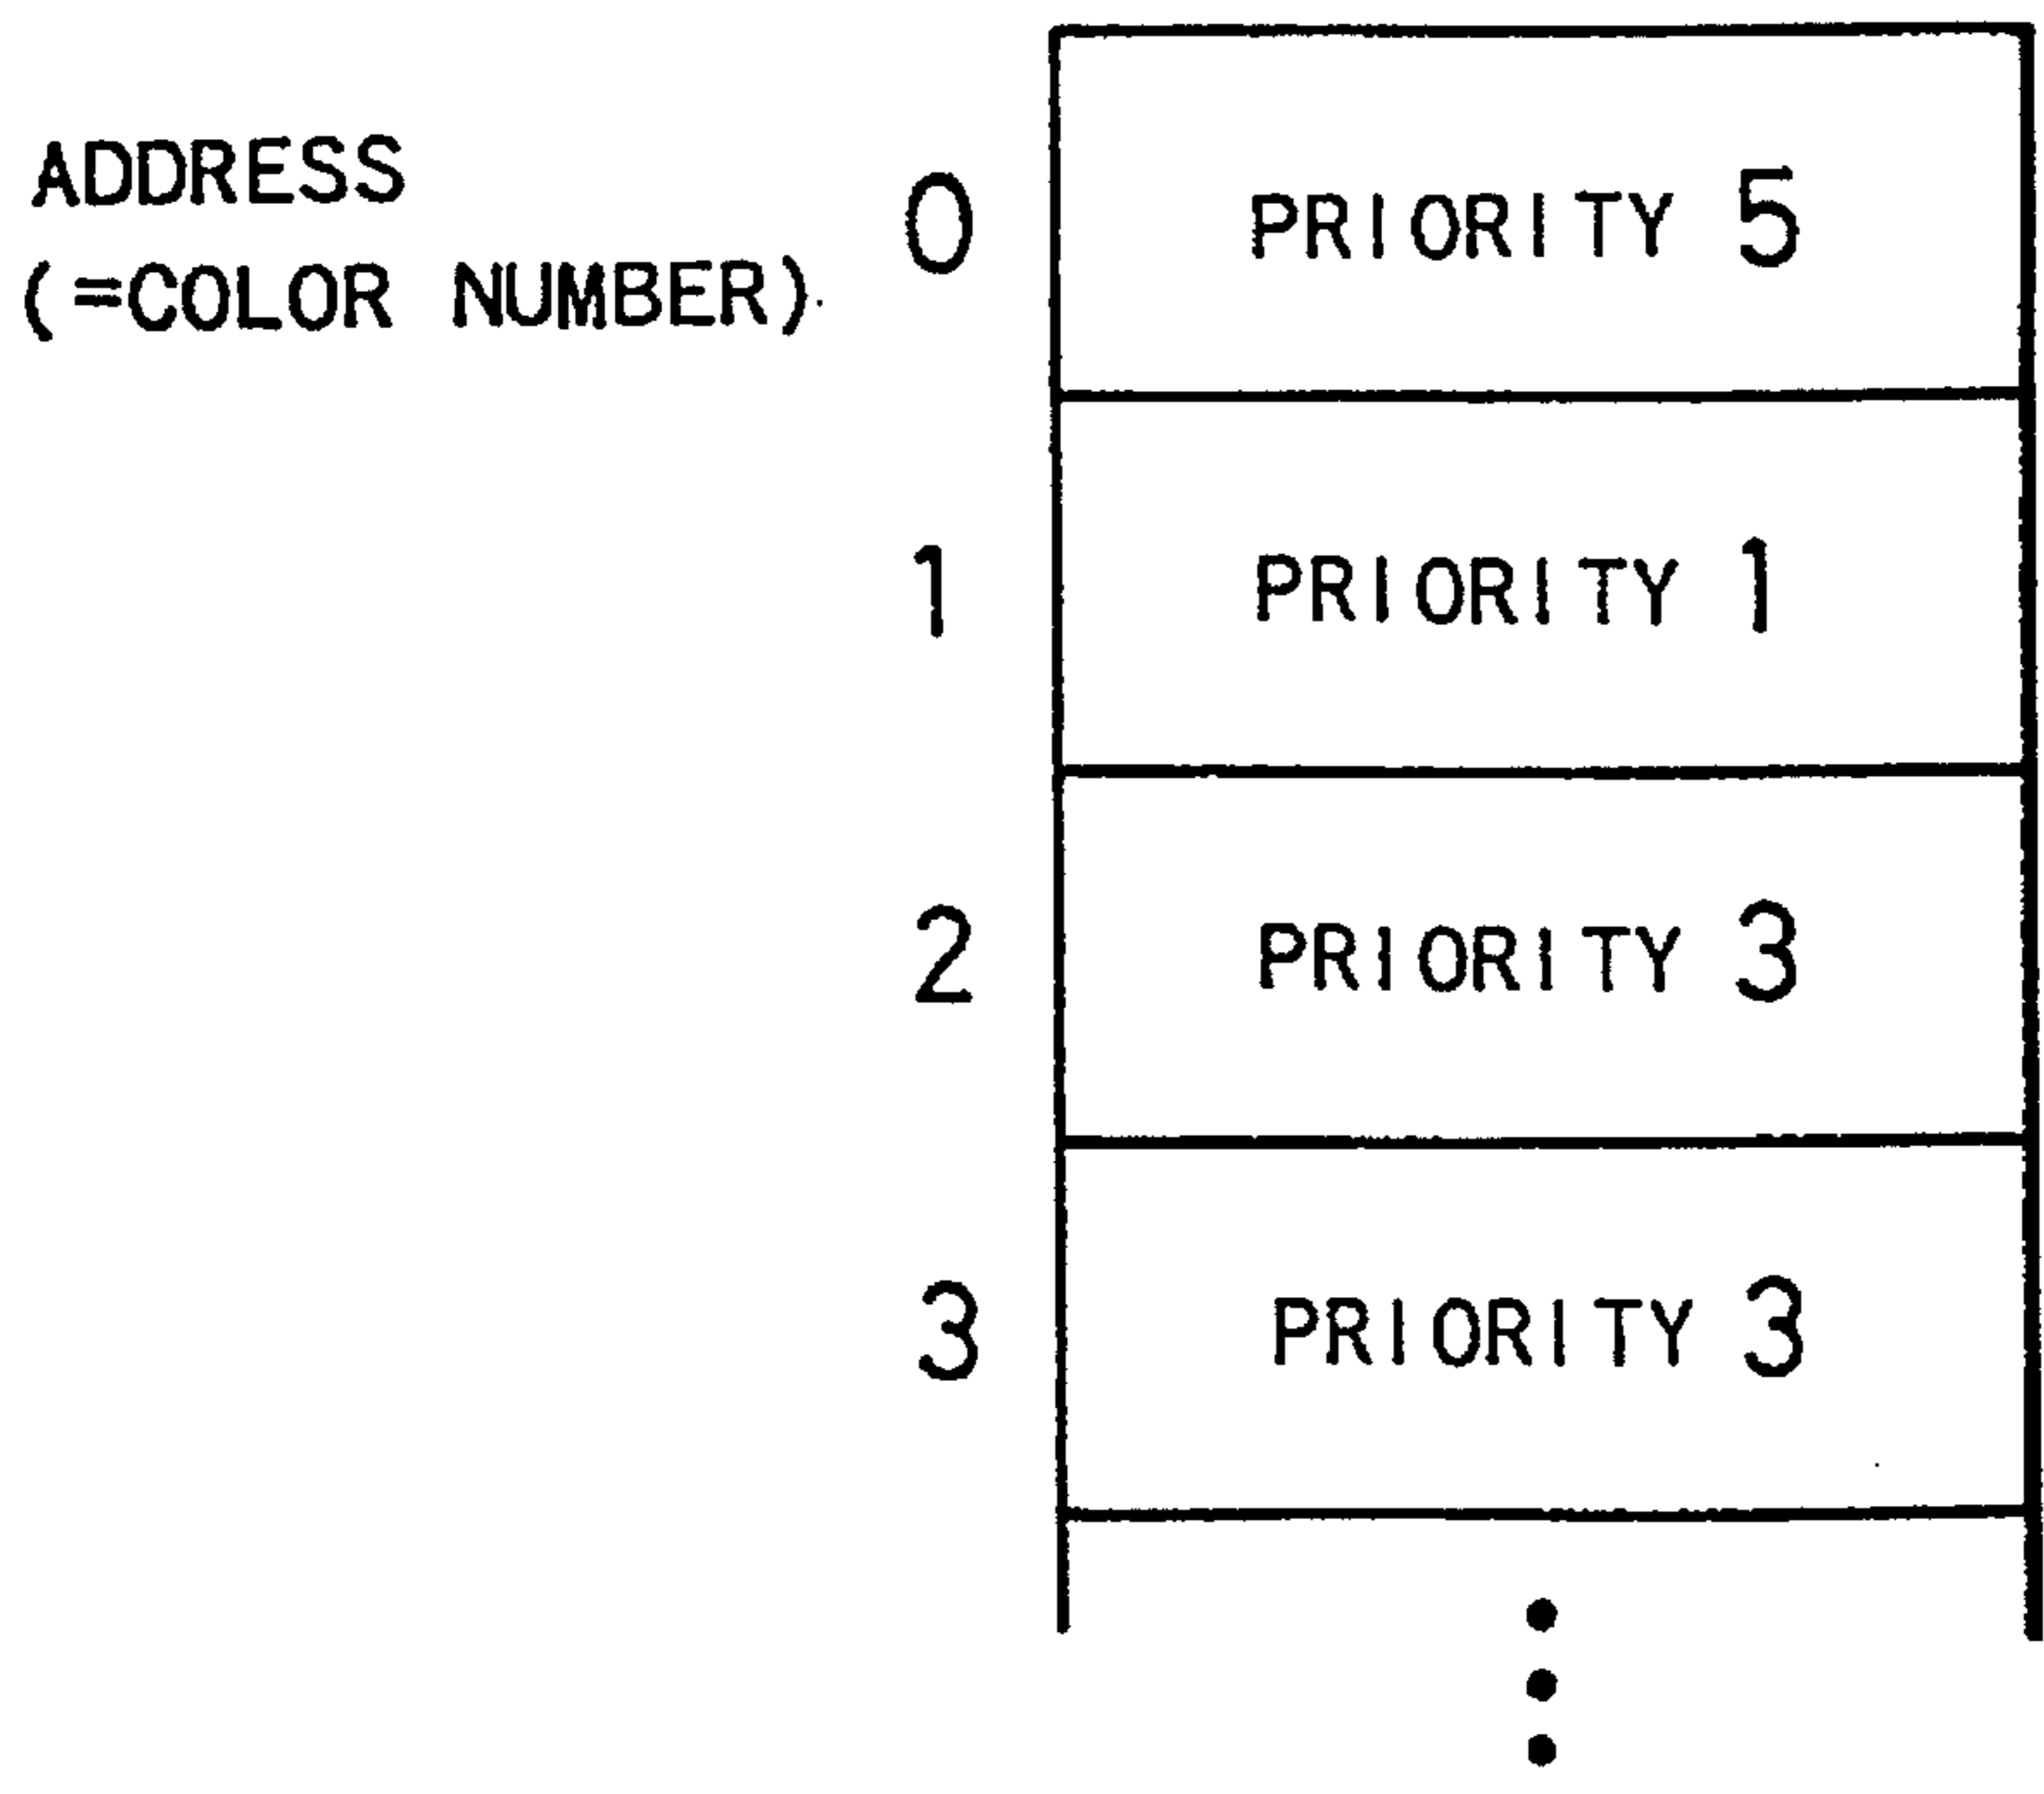 ADDRESS
(=COLOR NUMBER)
0 PRIORITY 5
1 PRIORITY 1
2 PRIORITY 3
3 PRIORITY 3